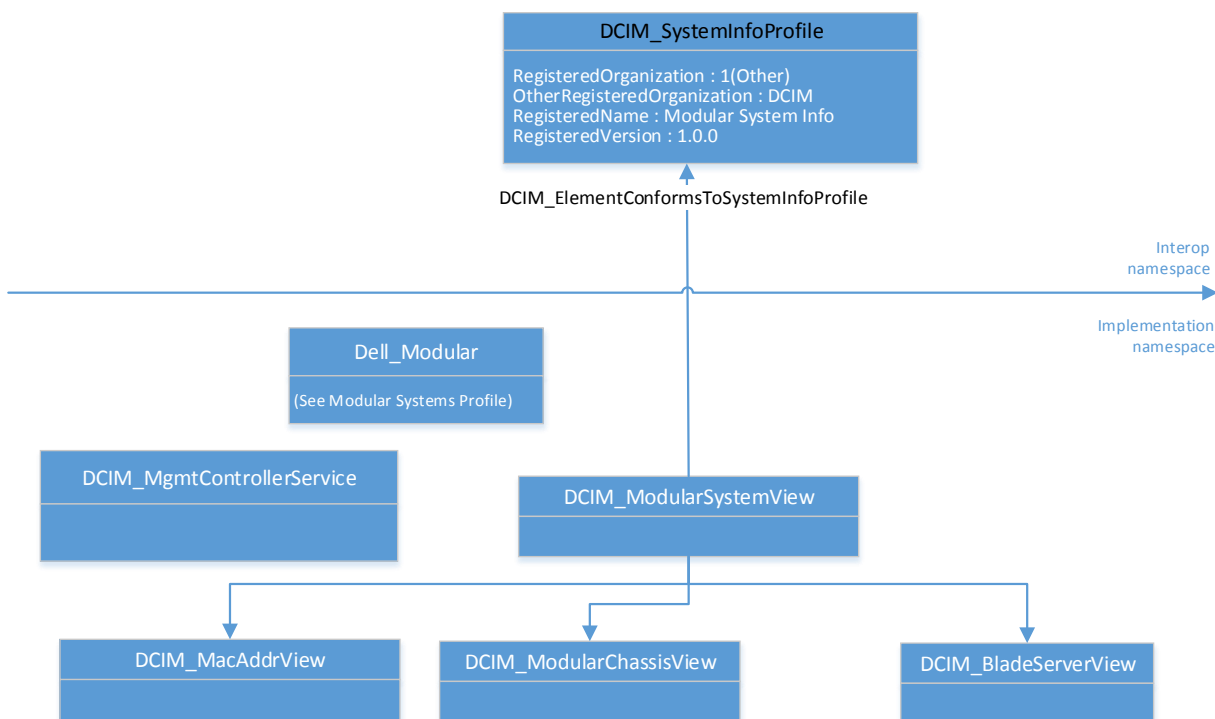 DCIM_SystemInfoProfile
RegisteredOrganization : 1(Other)
OtherRegisteredOrganization : DCIM
RegisteredName : Modular System Info
RegisteredVersion : 1.0.0
DCIM_ElementConformsToSystemInfoProfile
Interop
namespace
Implementation
namespace
Dell_Modular
(See Modular Systems Profile)
DCIM_MgmtControllerService
DCIM_ModularSystemView
DCIM_MacAddrView
DCIM_ModularChassisView
DCIM_BladeServerView